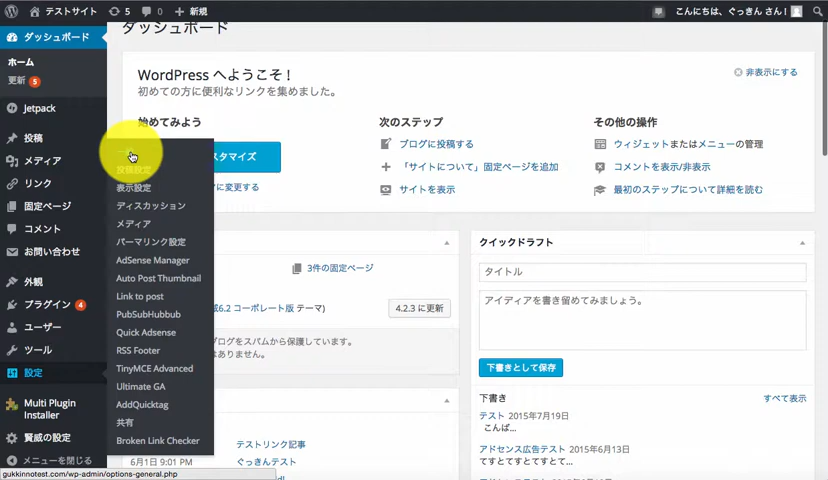 テストサイト 5 0 新規 こんにちは、ぐっきん さん!
ダッシュボード
ダッシュボード
ホーム
更新 5
Jetpack
投稿
メディア
リンク
固定ページ
コメント
お問い合わせ
外観
プラグイン 4
ユーザー
ツール
設定
Multi Plugin
Installer
賢威の設定
メニューを閉じる
投稿設定
表示設定
ディスカッション
メディア
パーマリンク設定
AdSense Manager
Auto Post Thumbnail
Link to post
PubSubHubbub
Quick Adsense
RSS Footer
TinyMCE Advanced
Ultimate GA
AddQuicktag
共有
Broken Link Checker
WordPress へようこそ !
初めての方に便利なリンクを集めました。
非表示にする
始めてみよう
スタマイズ
に変更する
次のステップ
ブログに投稿する
「サイトについて」固定ページを追加
サイトを表示
その他の操作
ウィジェットまたはメニューの管理
コメントを表示/非表示
最初のステップについて詳細を読む
3件の固定ページ
6.2 コーポレート版 テーマ)
4.2.3 に更新
ブログをスパムから保護しています。
はありません。
テストリンク記事
6月1日 9:01 PM ぐっきんテスト
クイックドラフト
タイトル
アイディアを書き留めてみましょう。
下書きとして保存
下書き すべて表示
テスト 2015年7月19日
こんば...
アドセンス広告テスト 2015年6月13日
てすとてすとてすと...
gukkinnotest.com/wp-admin/options-general.php